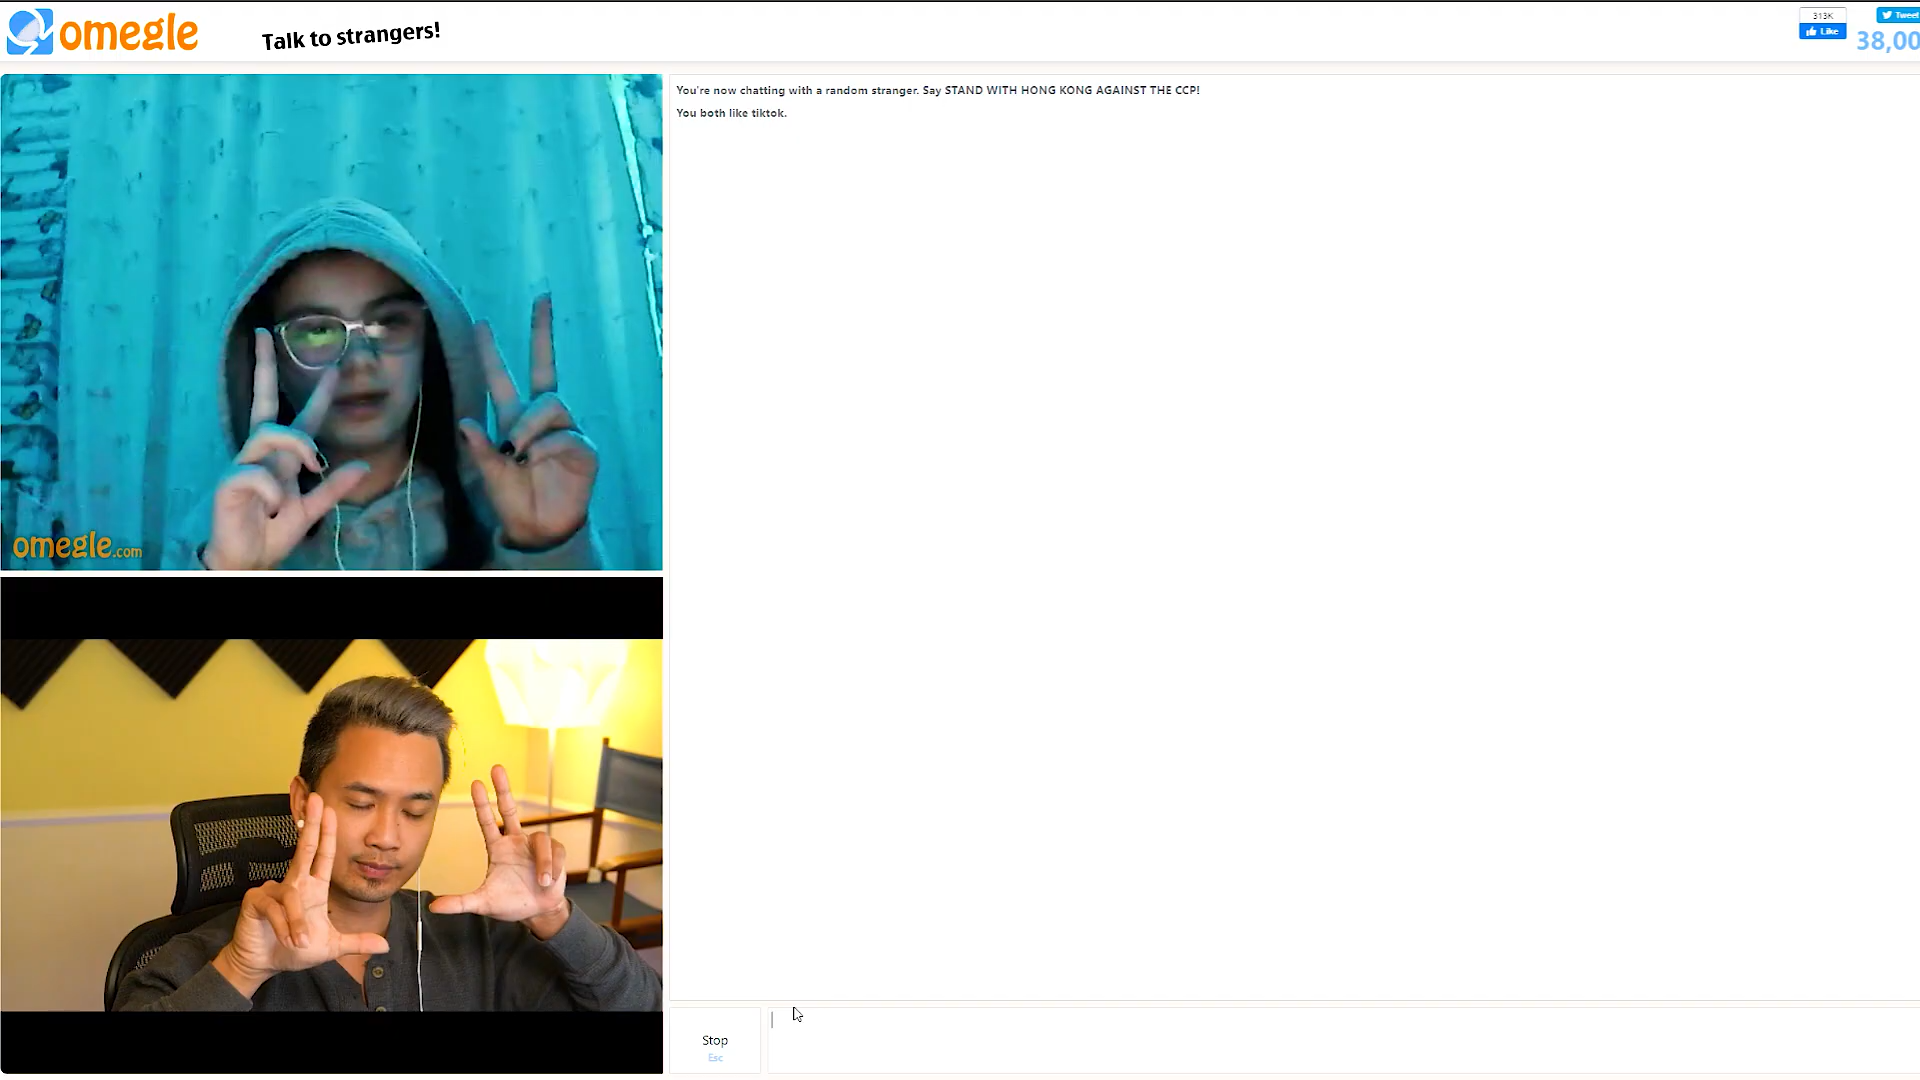 omegle
Talk to strangers!
313K
Like
Tweet
38,00
You're now chatting with a random stranger. Say STAND WITH HONG KONG AGAINST THE CCP!
You both like tiktok.
omegle.com
Stop
Esc